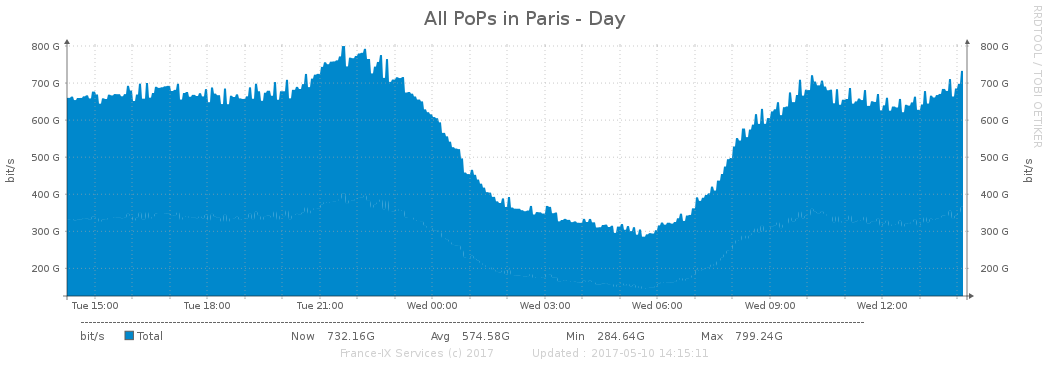 All PoPs in Paris - Day
RRDTOOL / TOBI OETIKER
800 G 800 G
700 G 700 G
600 G 600 G
500 G 500 G
400 G 400 G
300 G 300 G
200 G 200 G
bit/s
bit/s
Tue 15:00 Tue 18:00 Tue 21:00 Wed 00:00 Wed 03:00 Wed 06:00 Wed 09:00 Wed 12:00
bit/s Total Now 732.16G Avg 574.58G Min 284.64G Max 799.24G
France-IX Services (c) 2017 Updated : 2017-05-10 14:15:11